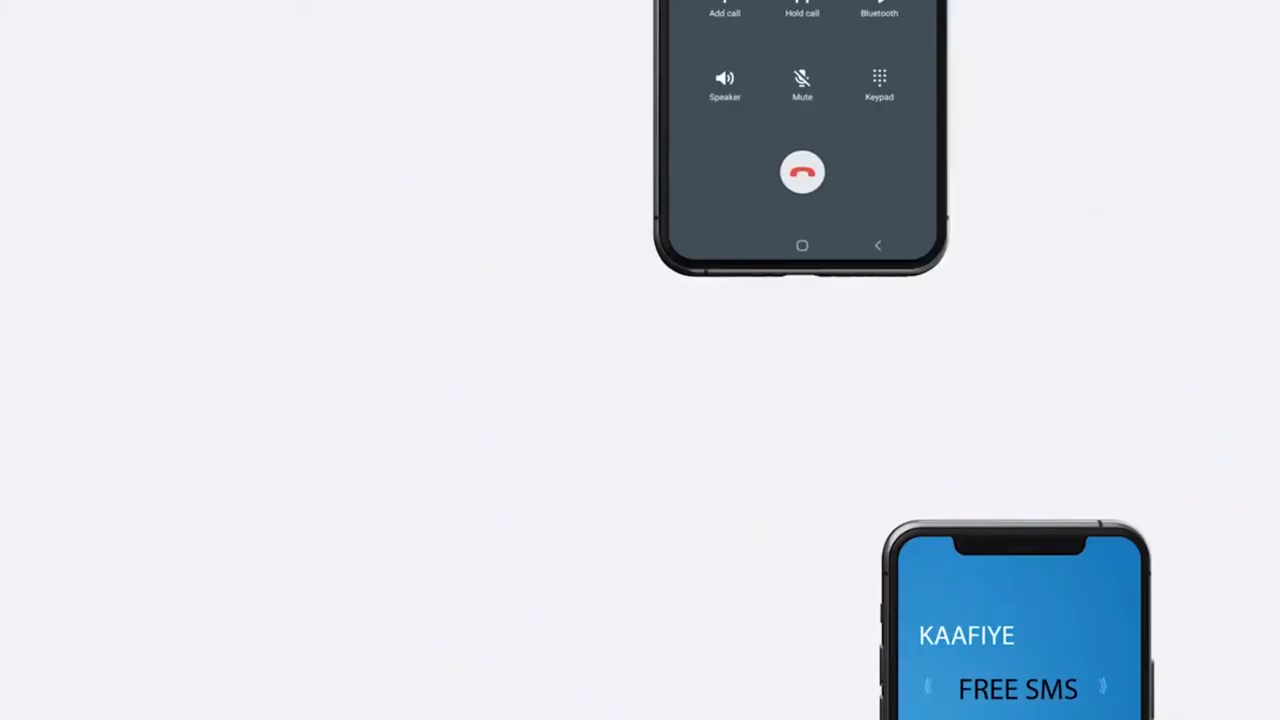 Add call Hold call Bluetooth
Speaker Mute Keypad
KAAFIYE
FREE SMS